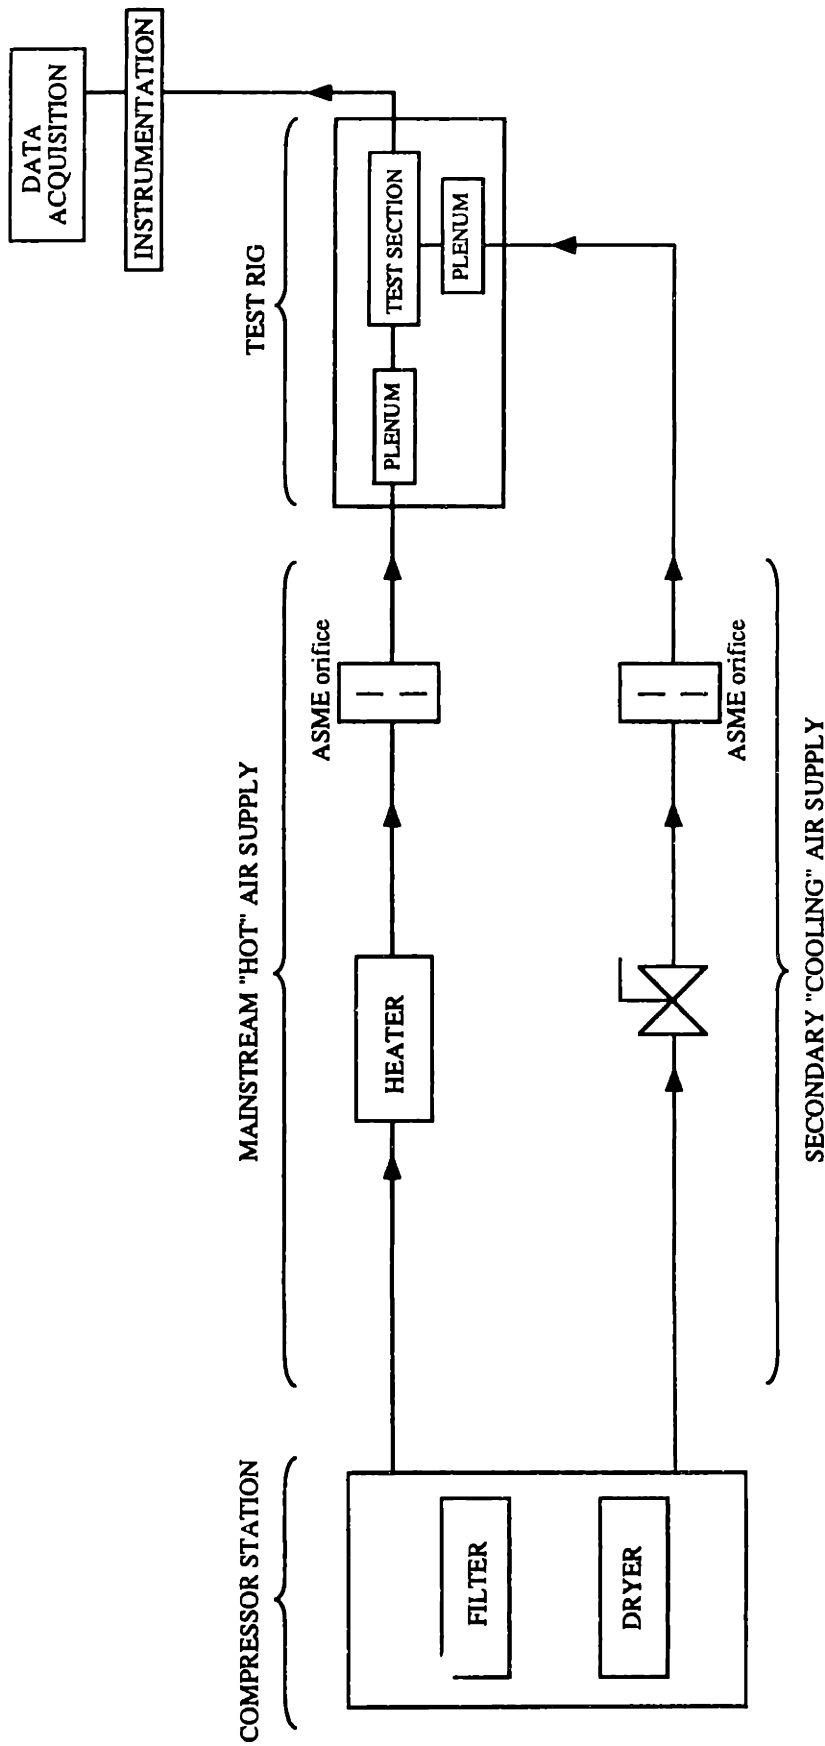 COMPRESSOR STATION
FILTER
DRYER
MAINSTREAM "HOT" AIR SUPPLY
HEATER
ASME orifice
SECONDARY "COOLING" AIR SUPPLY
ASME orifice
TEST RIG
PLENUM
TEST SECTION
PLENUM
INSTRUMENTATION
DATA
ACQUISITION